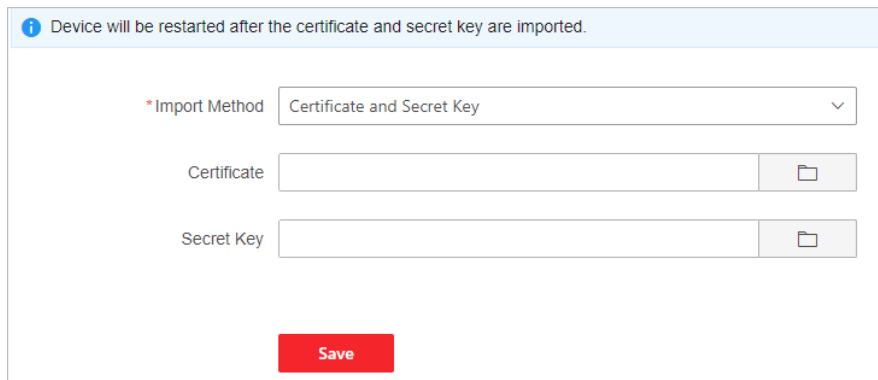 Device will be restarted after the certificate and secret key are imported.
*Import Method Certificate and Secret Key
Certificate
Secret Key
Save